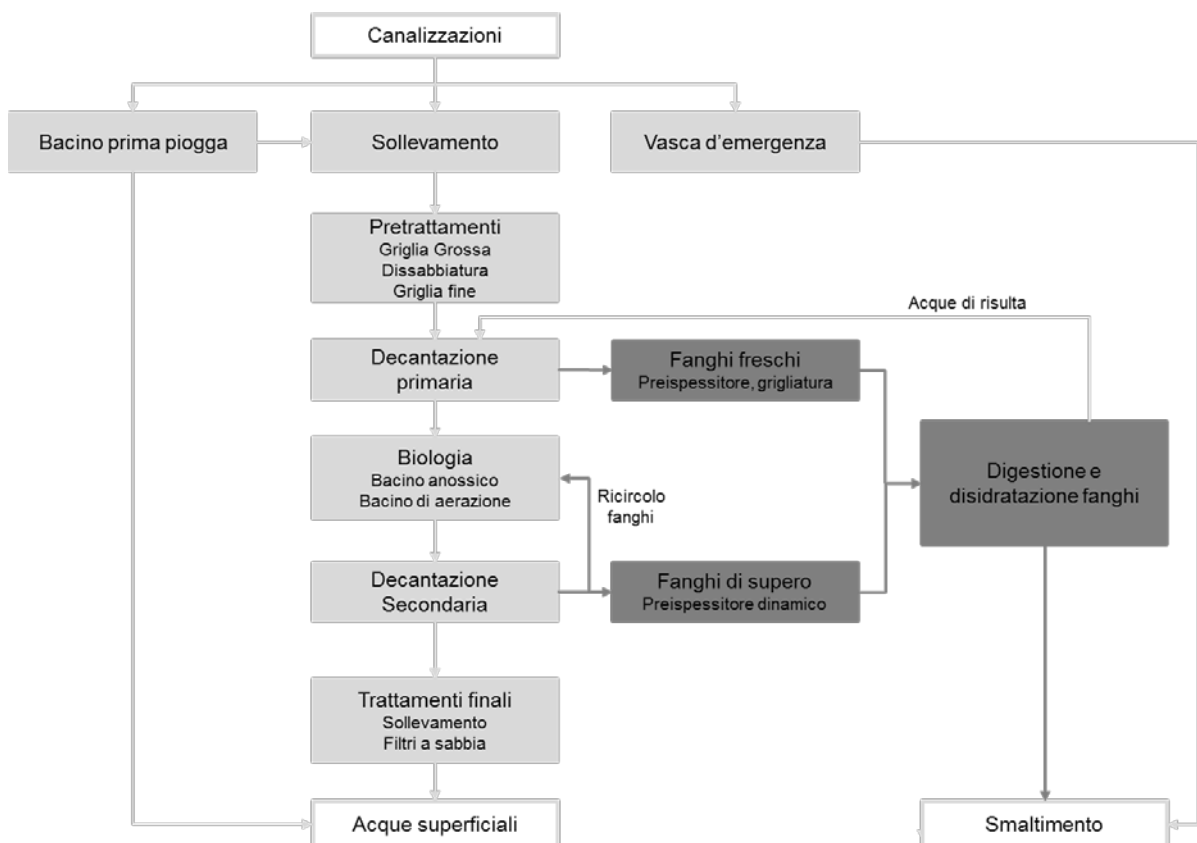 Canalizzazioni
Bacino prima piogga
Sollevamento
Vasca d'emergenza
Pretrattamenti
Griglia Grossa
Dissabbiatura
Griglia fine
Acque di risulta
Decantazione
primaria
Fanghi freschi
Preispessitore, grigliatura
Biologia
Bacino anossico
Bacino di aerazione
Ricircolo
fanghi
Digestione e
disidratazione fanghi
Decantazione
Secondaria
Fanghi di supero
Preispessitore dinamico
Trattamenti finali
Sollevamento
Filtri a sabbia
Acque superficiali
Smaltimento